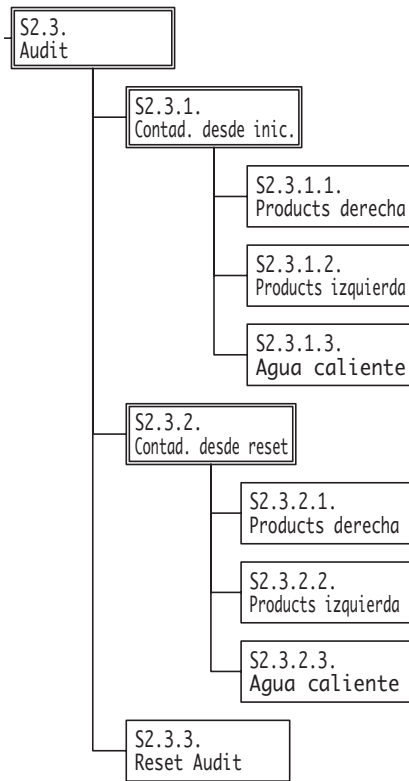 S2.3.
Audit
S2.3.1.
Contad. desde inic.
S2.3.1.1.
Products derecha
S2.3.1.2.
Products izquierda
S2.3.1.3.
Agua caliente
S2.3.2.
Contad. desde reset
S2.3.2.1.
Products derecha
S2.3.2.2.
Products izquierda
S2.3.2.3.
Agua caliente
S2.3.3.
Reset Audit